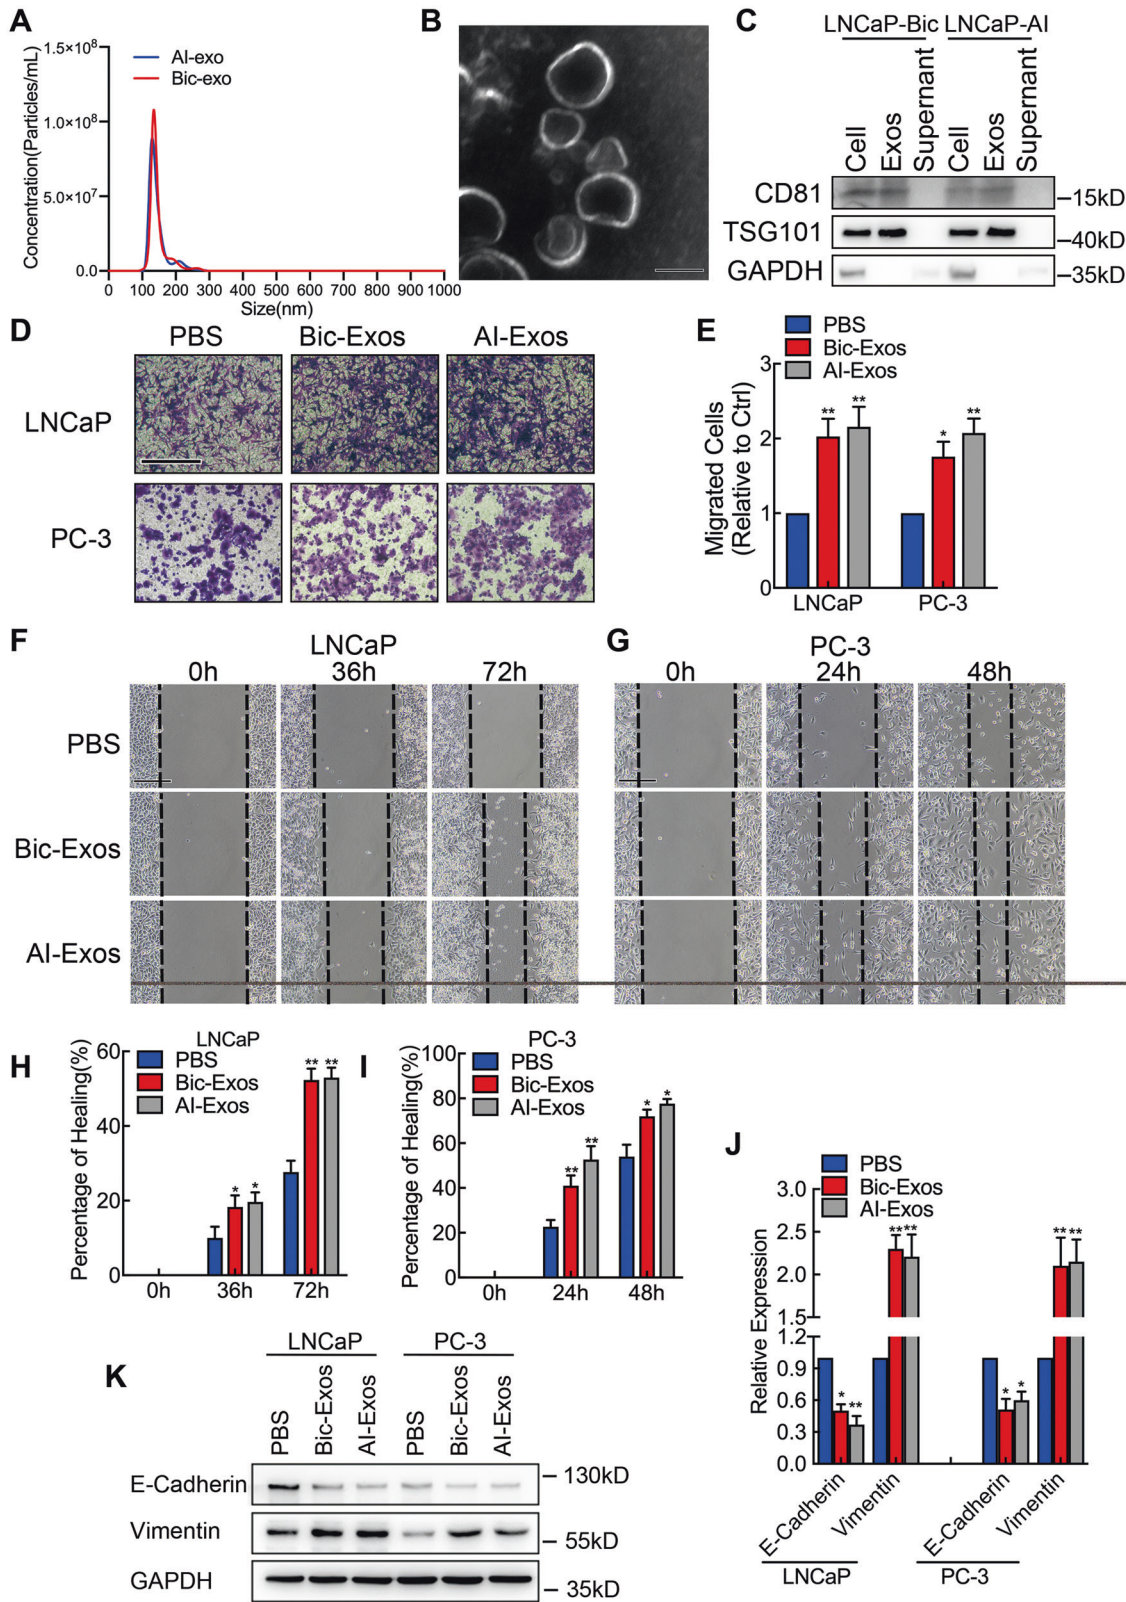 A
1.5×10⁸
1.0×10⁸
5.0×10⁷
0.0
Concentration(Particles/mL)
AI-exo
Bic-exo
0 100 200 300 400 500 600 700 800 900 1000
Size(nm)
B
C
LNCaP-Bic LNCaP-AI
Cell Exos Supernant Cell Exos Supernant
CD81
–15kD
TSG101
–40kD
GAPDH
–35kD
D
PBS Bic-Exos AI-Exos
LNCaP
PC-3
E
PBS
Bic-Exos
AI-Exos
Migrated Cells
(Relative to Ctrl)
3
2
1
0
** ** * **
LNCaP PC-3
F
LNCaP
0h 36h 72h
G
PC-3
0h 24h 48h
PBS
Bic-Exos
AI-Exos
H
LNCaP
PBS
Bic-Exos
AI-Exos
Percentage of Healing(%)
60
40
20
0
* * ** **
0h 36h 72h
I
PC-3
PBS
Bic-Exos
AI-Exos
Percentage of Healing(%)
100
80
60
40
20
0
** ** * *
0h 24h 48h
J
PBS
Bic-Exos
AI-Exos
Relative Expression
3.0
2.5
2.0
1.5
1.2
0.9
0.6
0.3
0.0
* ** ** ** * * ** **
E-Cadherin Vimentin E-Cadherin Vimentin
LNCaP PC-3
K
LNCaP PC-3
PBS Bic-Exos AI-Exos PBS Bic-Exos AI-Exos
E-Cadherin
– 130kD
Vimentin
– 55kD
GAPDH
– 35kD